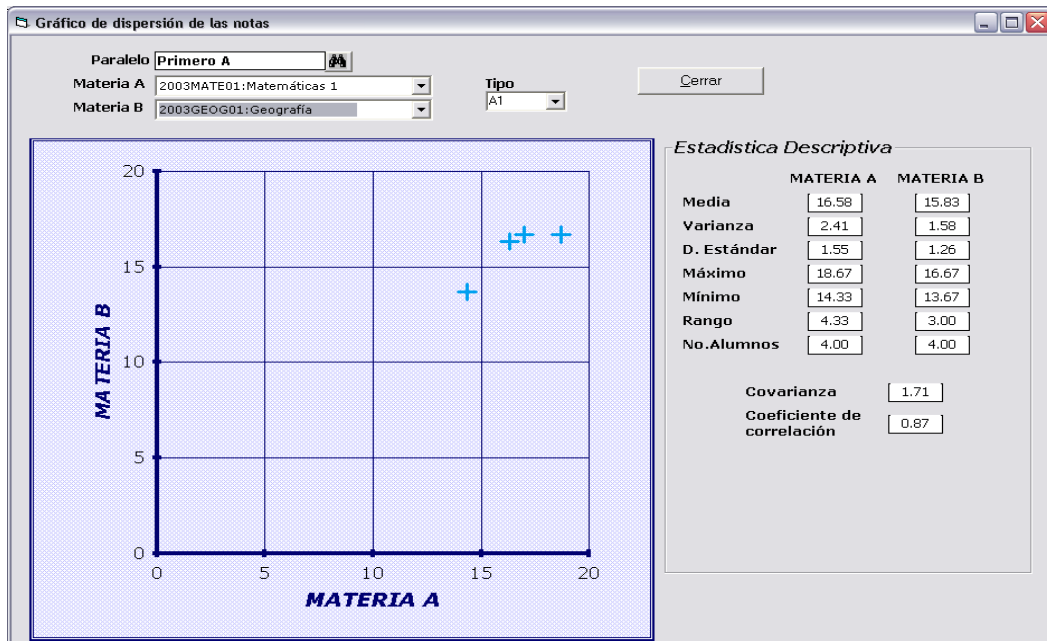 Gráfico de dispersión de las notas
Paralelo Primero A
Materia A 2003MATE01:Matemáticas 1
Materia B 2003GEOG01:Geografía
Tipo
A1
Cerrar
20
15
10
5
0
0 5 10 15 20
MATERIA B
MATERIA A
Estadística Descriptiva
MATERIA A MATERIA B
Media 16.58 15.83
Varianza 2.41 1.58
D. Estándar 1.55 1.26
Máximo 18.67 16.67
Mínimo 14.33 13.67
Rango 4.33 3.00
No.Alumnos 4.00 4.00
Covarianza 1.71
Coeficiente de
correlación 0.87